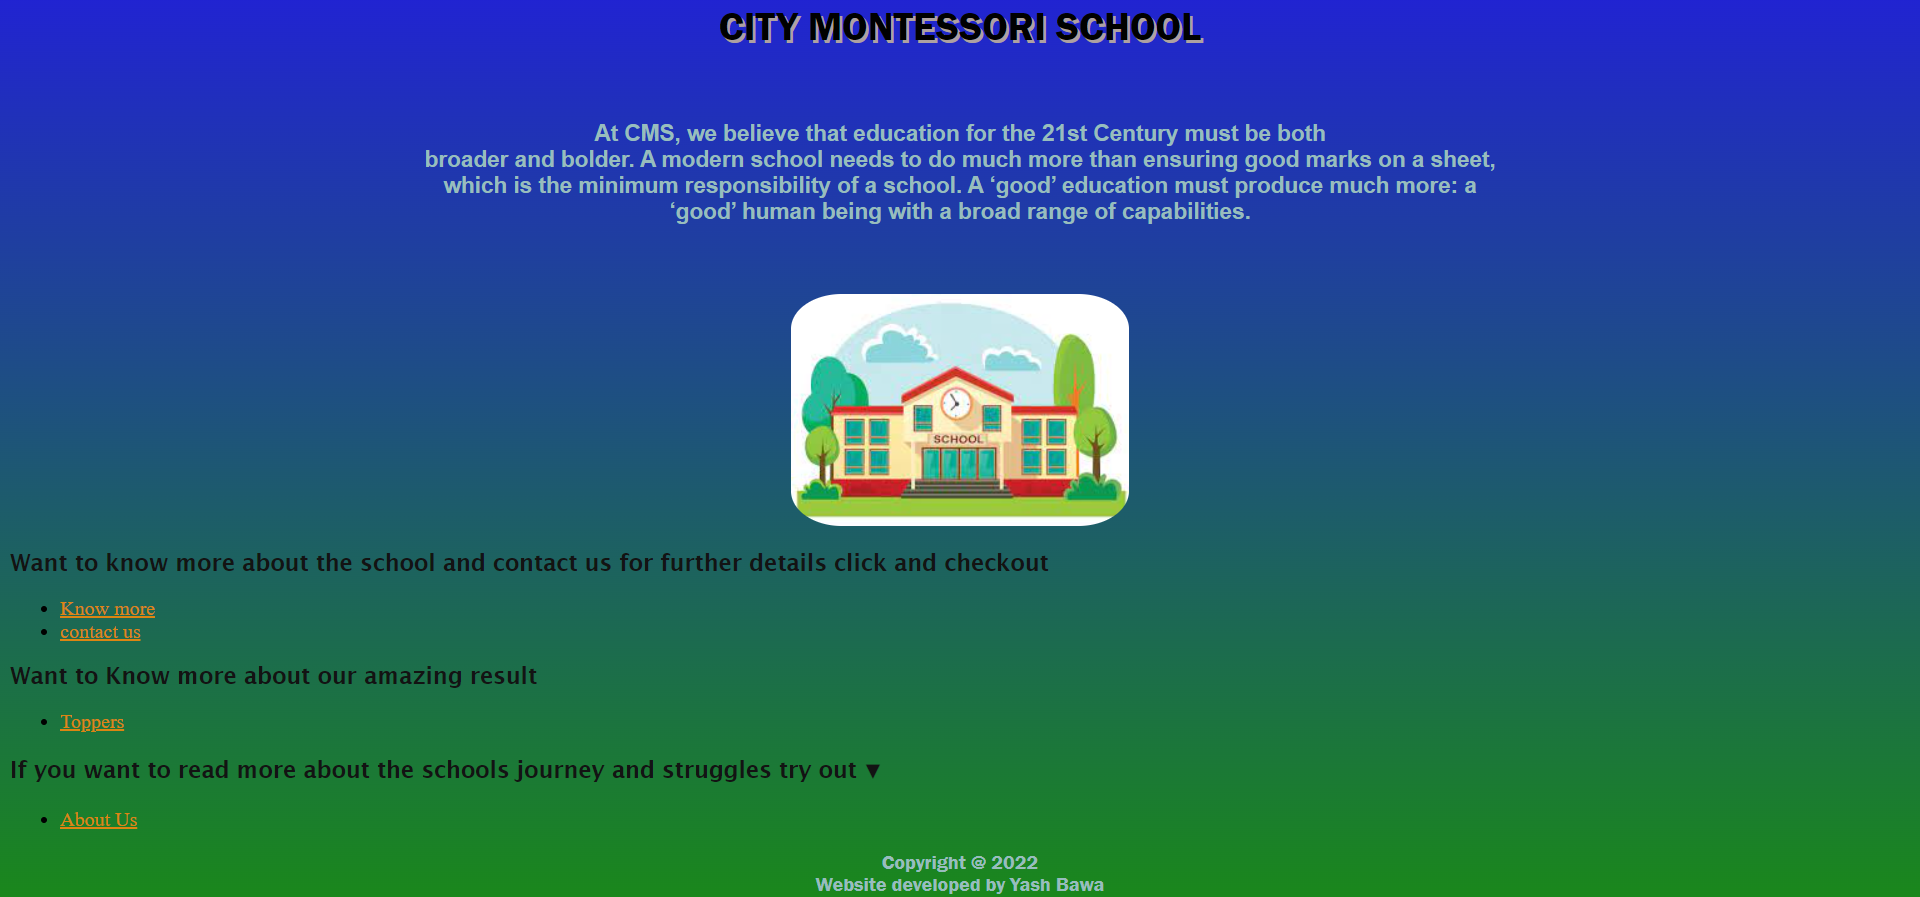 CITY MONTESSORI SCHOOL
At CMS, we believe that education for the 21st Century must be both
broader and bolder. A modern school needs to do much more than ensuring good marks on a sheet,
which is the minimum responsibility of a school. A ‘good’ education must produce much more: a
‘good’ human being with a broad range of capabilities.
SCHOOL
Want to know more about the school and contact us for further details click and checkout
Know more
contact us
Want to Know more about our amazing result
Toppers
If you want to read more about the schools journey and struggles try out ▼
About Us
Copyright @ 2022
Website developed by Yash Bawa